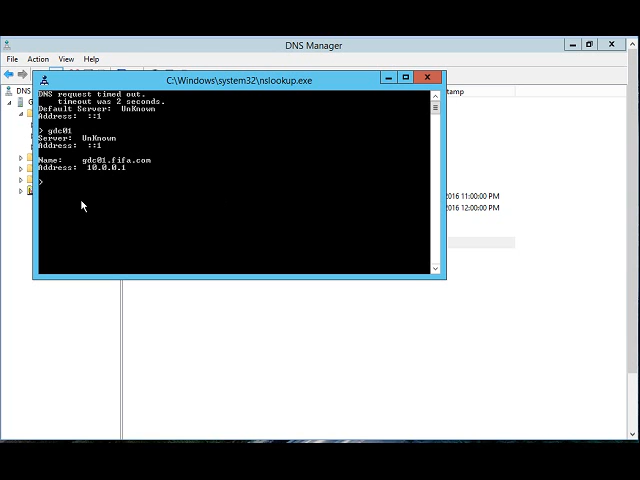 DNS Manager
File Action View Help
C:\Windows\system32\nslookup.exe
DNS
tamp
DNS request timed out.
timeout was 2 seconds.
Default Server: UnKnown
Address: ::1
> gdc01
Server: UnKnown
Address: ::1
Name: gdc01.fifa.com
Address: 10.0.0.1
>
2016 11:00:00 PM
2016 12:00:00 PM